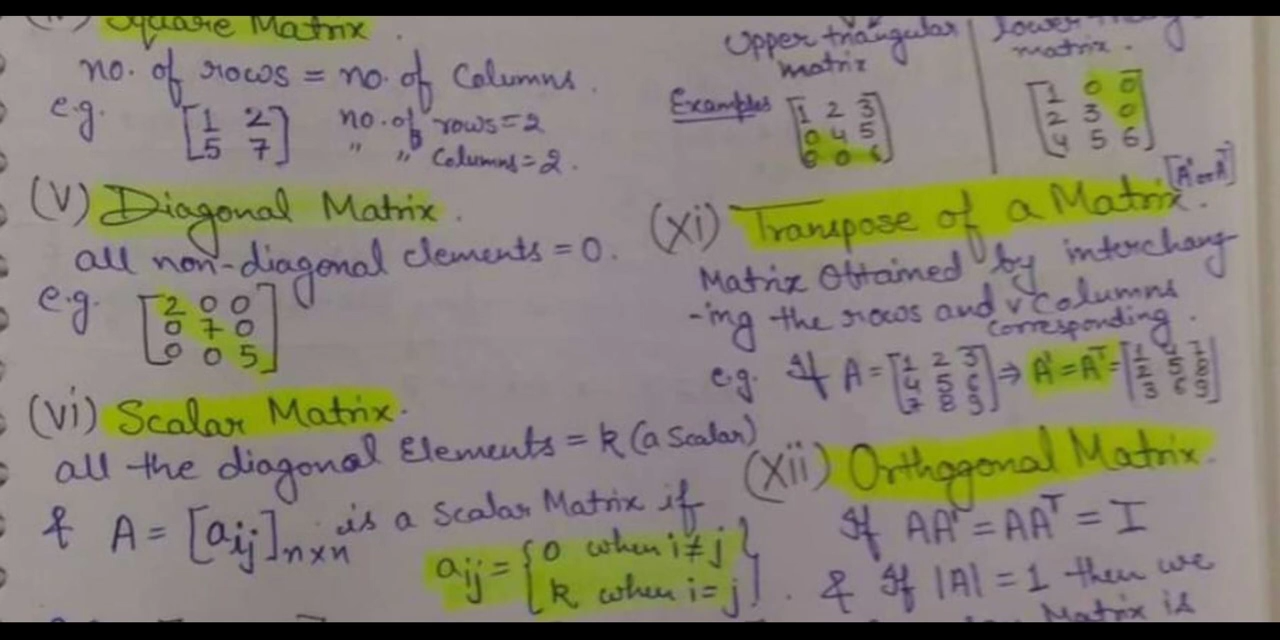 Square Matrix.
no. of rows = no. of Columns.
e.g. [1 2
5 7] no. of rows = 2
" " Columns = 2.
(V) Diagonal Matrix.
all non-diagonal elements = 0.
e.g. [2 0 0
0 7 0
0 0 5]
(Vi) Scalar Matrix.
all the diagonal Elements = k (a Scalar)
& A = [aij]n×n is a Scalar Matrix if
aij = {0 when i≠j
k when i=j}.
Upper triangular
matrix
lower
matrix.
Examples [1 2 3
0 4 5
0 0 6]
[1 0 0
2 3 0
4 5 6]
(Xi) Transpose of a Matrix. [A' or Aᵀ]
Matrix Obtained by interchang
-ing the rows and v Columns
corresponding.
e.g. If A = [1 2 3
4 5 6
7 8 9] ⇒ A' = Aᵀ = [1 4 7
2 5 8
3 6 9]
(Xii) Orthogonal Matrix.
If AA' = AAᵀ = I
& If |A| = 1 then we
Matrix is